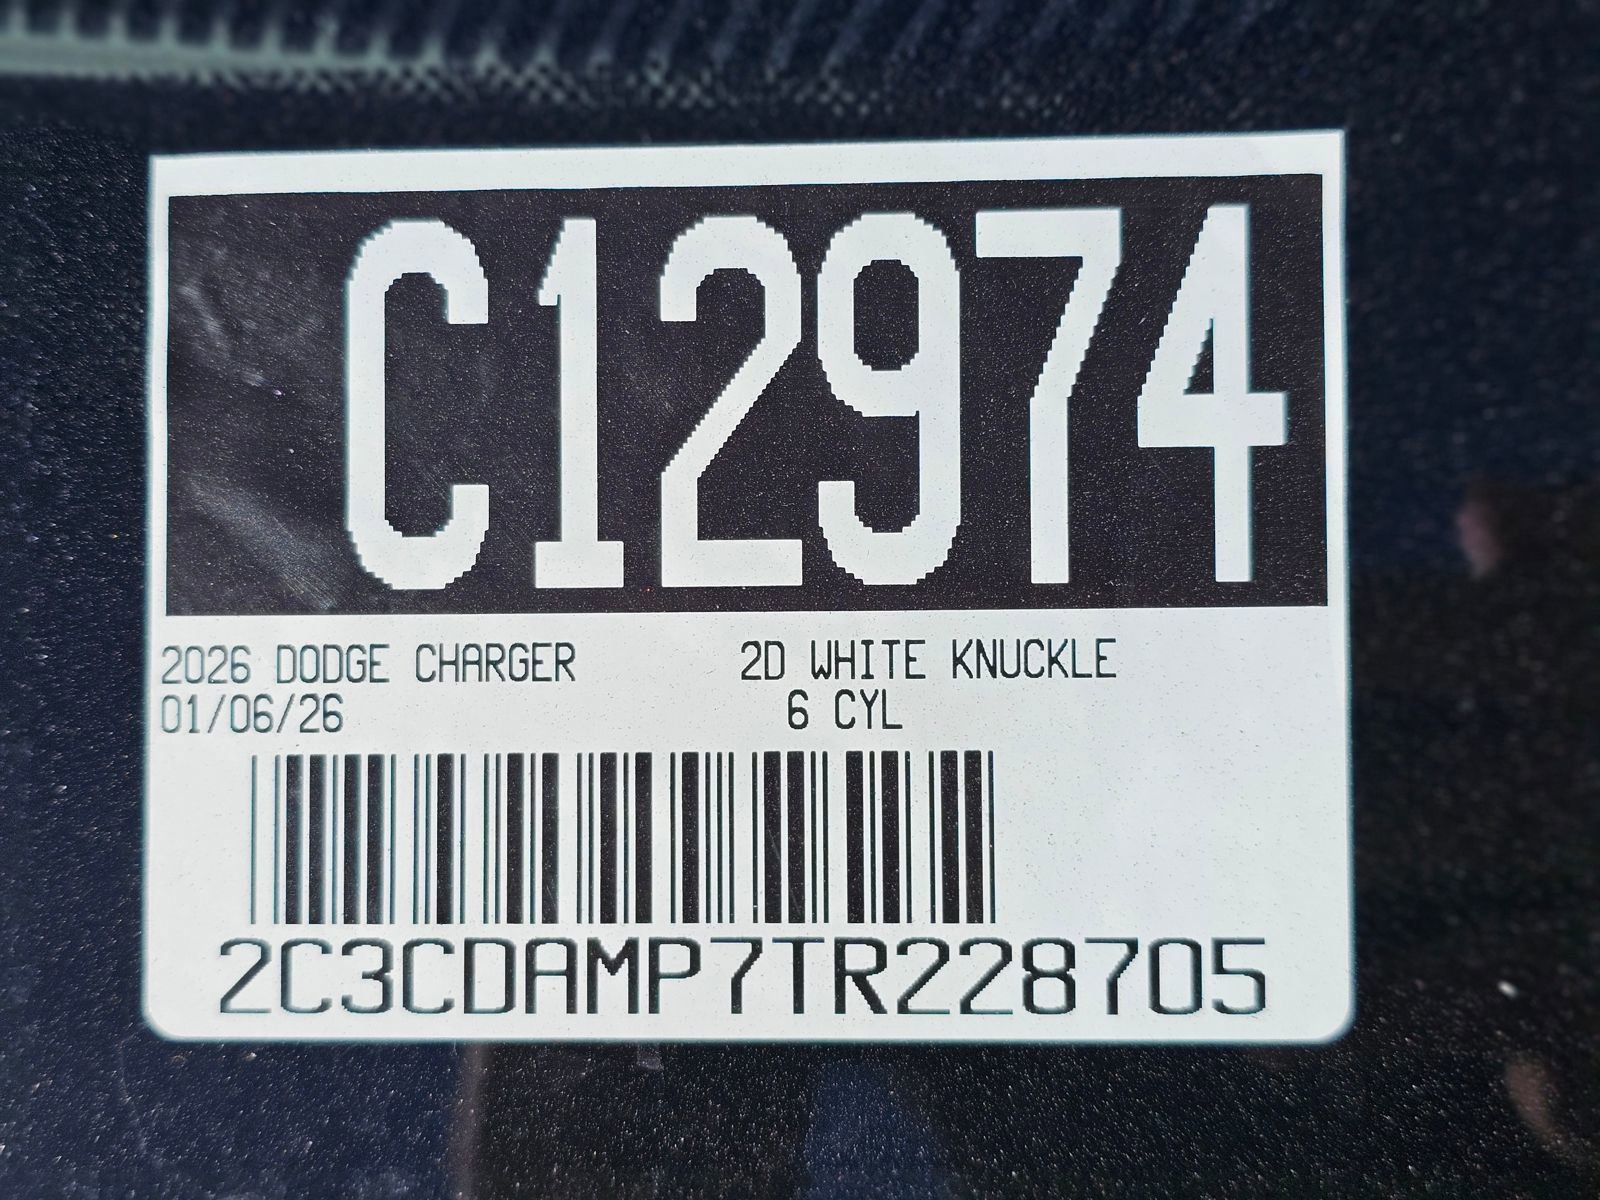 C12974
2026 DODGE CHARGER 2D WHITE KNUCKLE
01/06/26 6 CYL
2C3CDAMP7TR228705